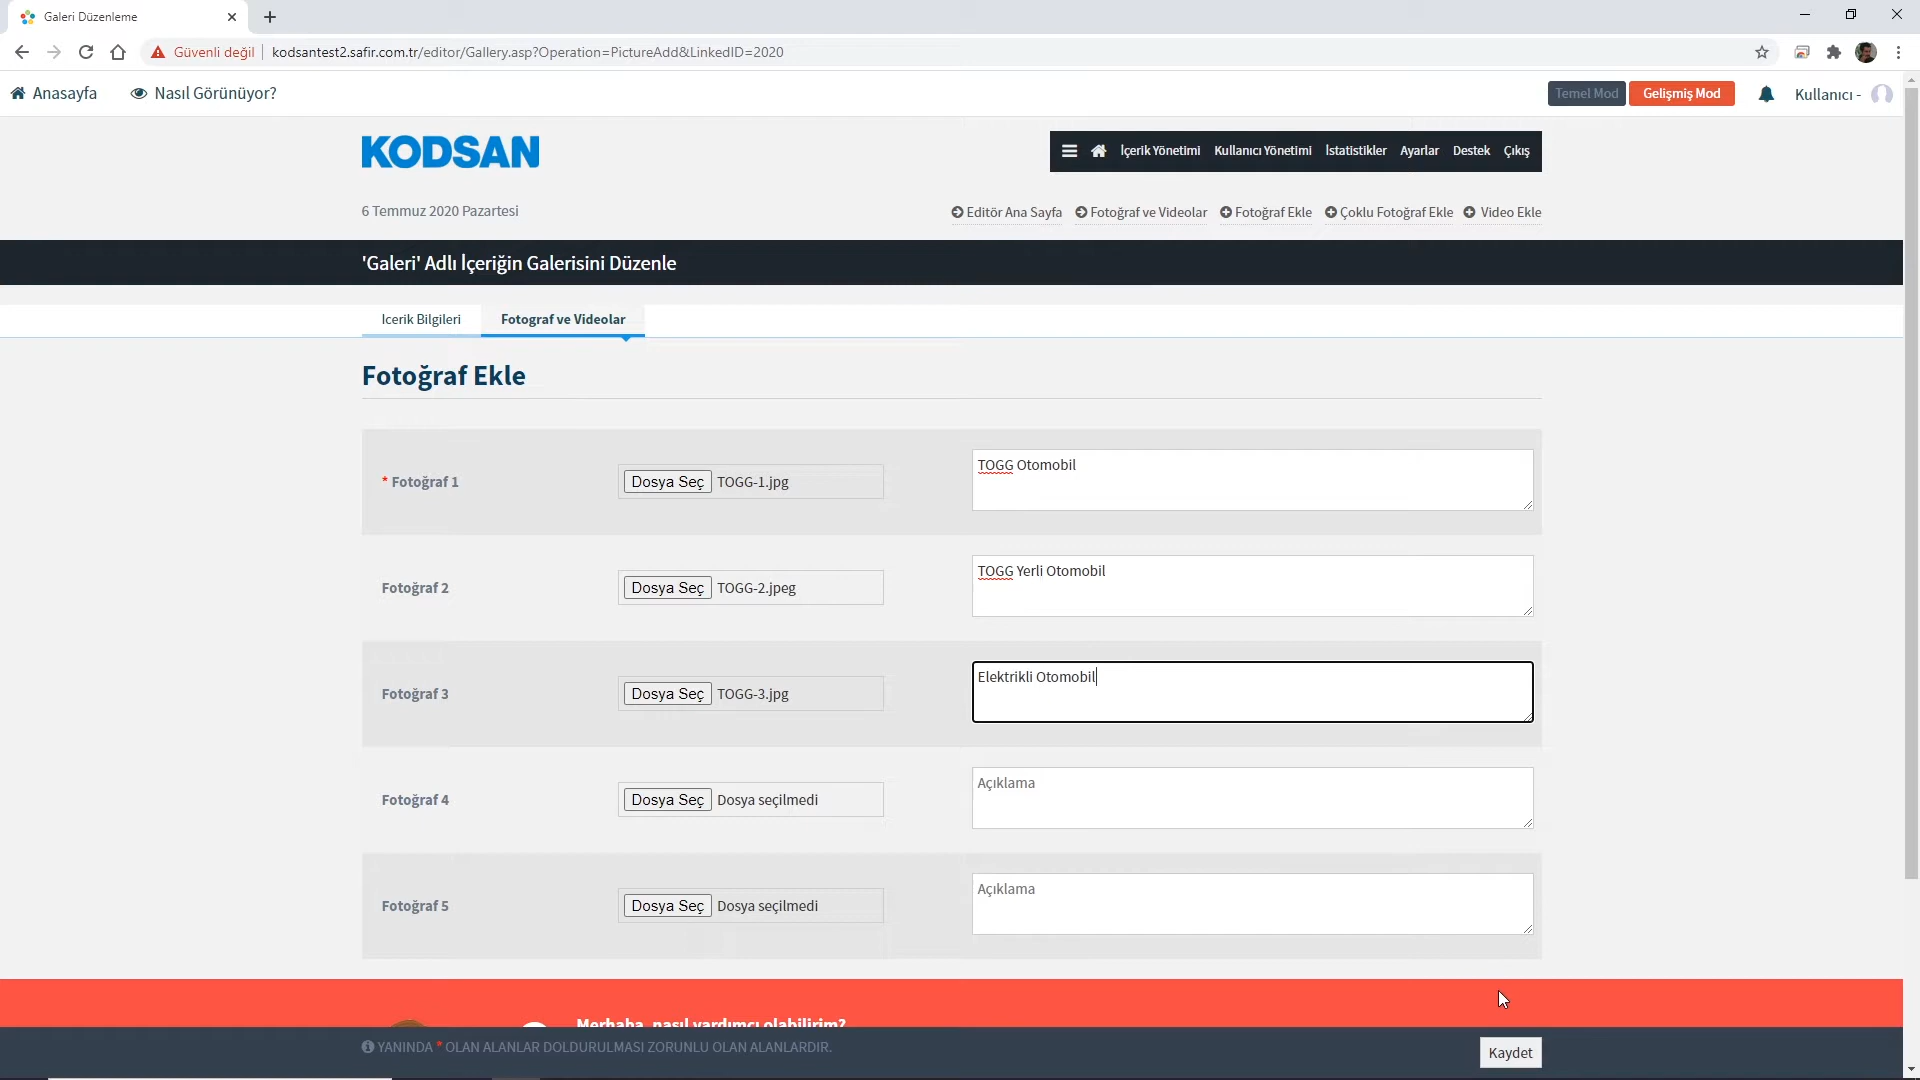 Galeri Düzenleme
Güvenli değil kodsantest2.safir.com.tr/editor/Gallery.asp?Operation=PictureAdd&LinkedID=2020
Anasayfa Nasıl Görünüyor? Temel Mod Gelişmiş Mod Kullanıcı -
KODSAN İçerik Yönetimi Kullanıcı Yönetimi İstatistikler Ayarlar Destek Çıkış
6 Temmuz 2020 Pazartesi Editör Ana Sayfa Fotoğraf ve Videolar Fotoğraf Ekle Çoklu Fotoğraf Ekle Video Ekle
'Galeri' Adlı İçeriğin Galerisini Düzenle
Icerik Bilgileri Fotograf ve Videolar
Fotoğraf Ekle
* Fotoğraf 1 Dosya Seç TOGG-1.jpg TOGG Otomobil
Fotoğraf 2 Dosya Seç TOGG-2.jpeg TOGG Yerli Otomobil
Fotoğraf 3 Dosya Seç TOGG-3.jpg Elektrikli Otomobil
Fotoğraf 4 Dosya Seç Dosya seçilmedi Açıklama
Fotoğraf 5 Dosya Seç Dosya seçilmedi Açıklama
Merhaba, nasıl yardımcı olabilirim?
YANINDA * OLAN ALANLAR DOLDURULMASI ZORUNLU OLAN ALANLARDIR. Kaydet